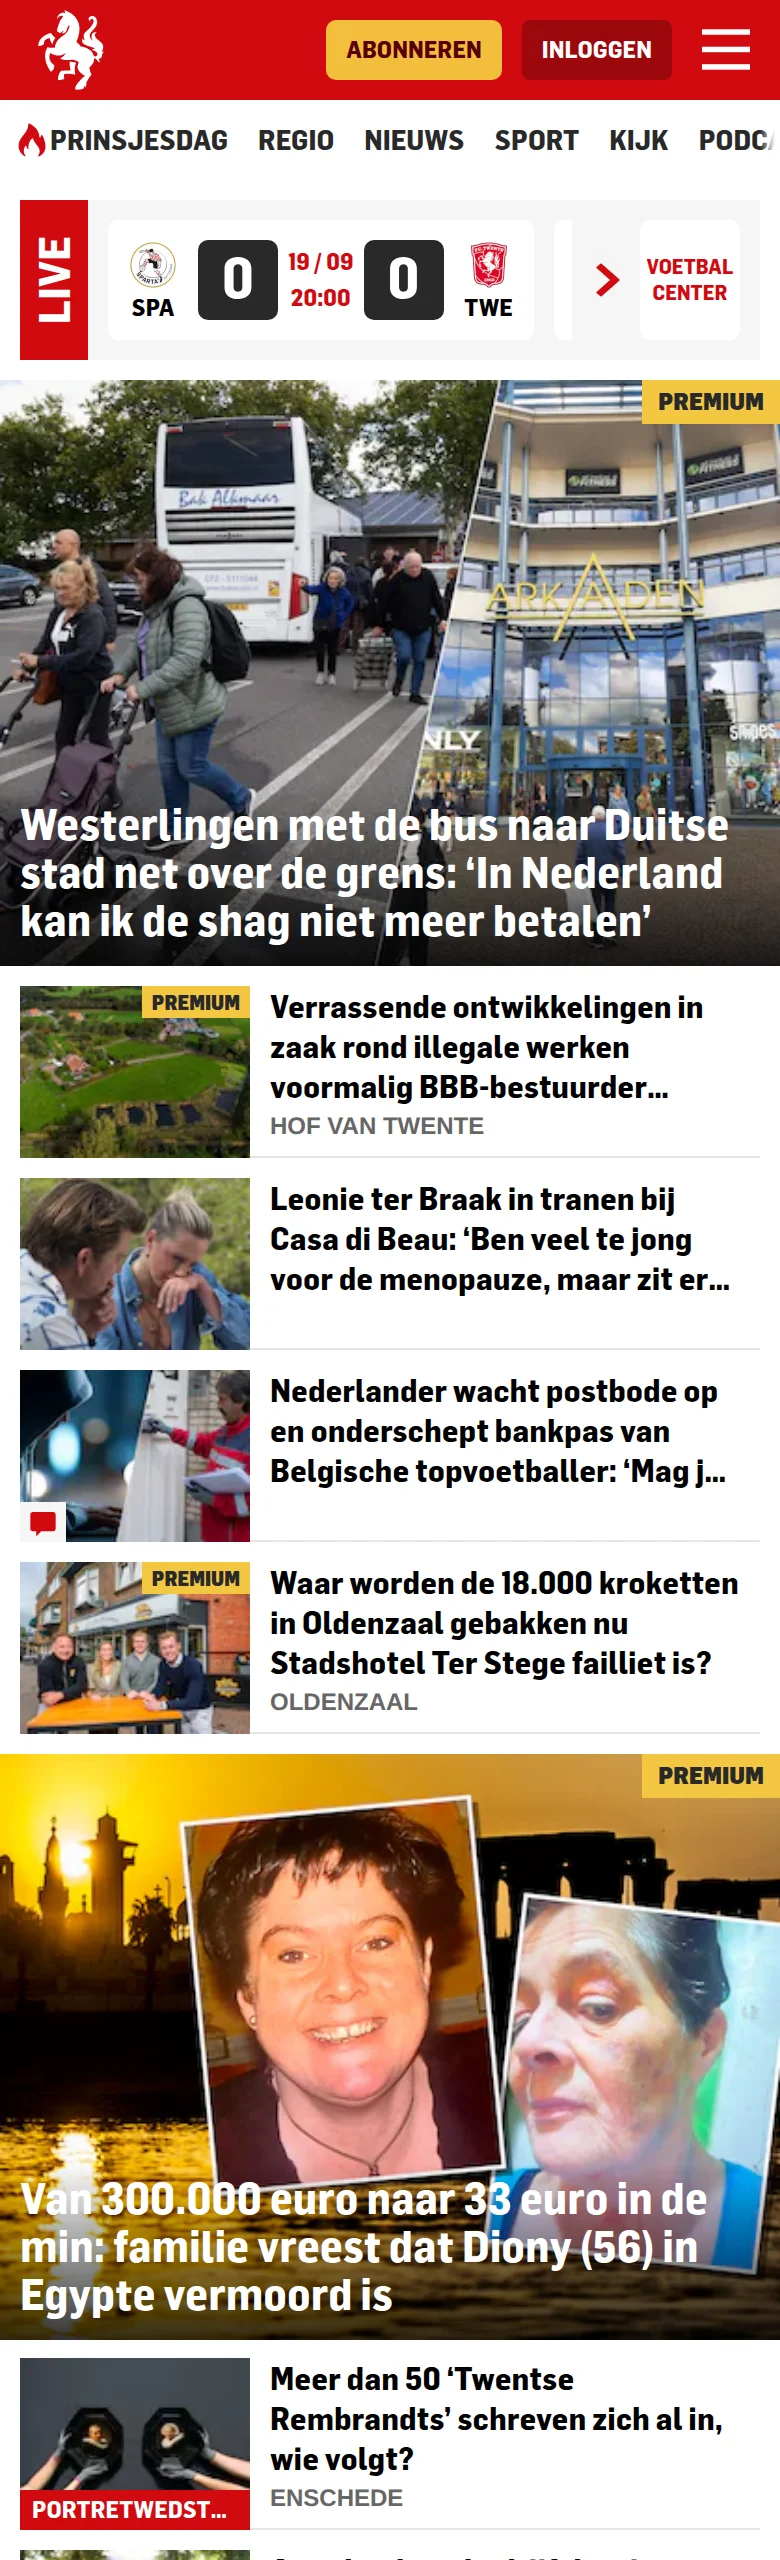 ABONNEREN
INLOGGEN
PRINSJESDAG REGIO NIEUWS SPORT KIJK PODCA
LIVE
SPA
0
19 / 09
20:00
0
TWE
VOETBAL
CENTER
PREMIUM
Bak Alkmaar
ARKADEN
NLY
snipes
Westerlingen met de bus naar Duitse
stad net over de grens: ‘In Nederland
kan ik de shag niet meer betalen’
PREMIUM
Verrassende ontwikkelingen in
zaak rond illegale werken
voormalig BBB-bestuurder...
HOF VAN TWENTE
Leonie ter Braak in tranen bij
Casa di Beau: ‘Ben veel te jong
voor de menopauze, maar zit er...
Nederlander wacht postbode op
en onderschept bankpas van
Belgische topvoetballer: ‘Mag j...
PREMIUM
Waar worden de 18.000 kroketten
in Oldenzaal gebakken nu
Stadshotel Ter Stege failliet is?
OLDENZAAL
PREMIUM
Van 300.000 euro naar 33 euro in de
min: familie vreest dat Diony (56) in
Egypte vermoord is
PORTRETWEDST...
Meer dan 50 ‘Twentse
Rembrandts’ schreven zich al in,
wie volgt?
ENSCHEDE